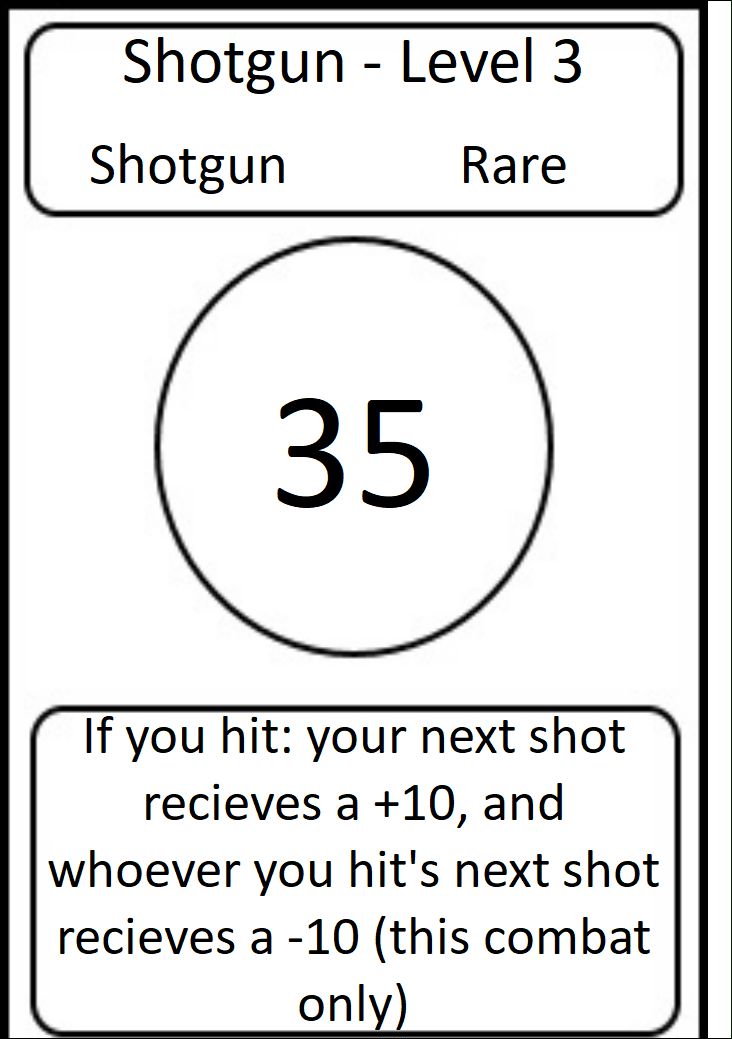 Shotgun - Level 3
Shotgun Rare
35
If you hit: your next shot
recieves a +10, and
whoever you hit's next shot
recieves a -10 (this combat
only)